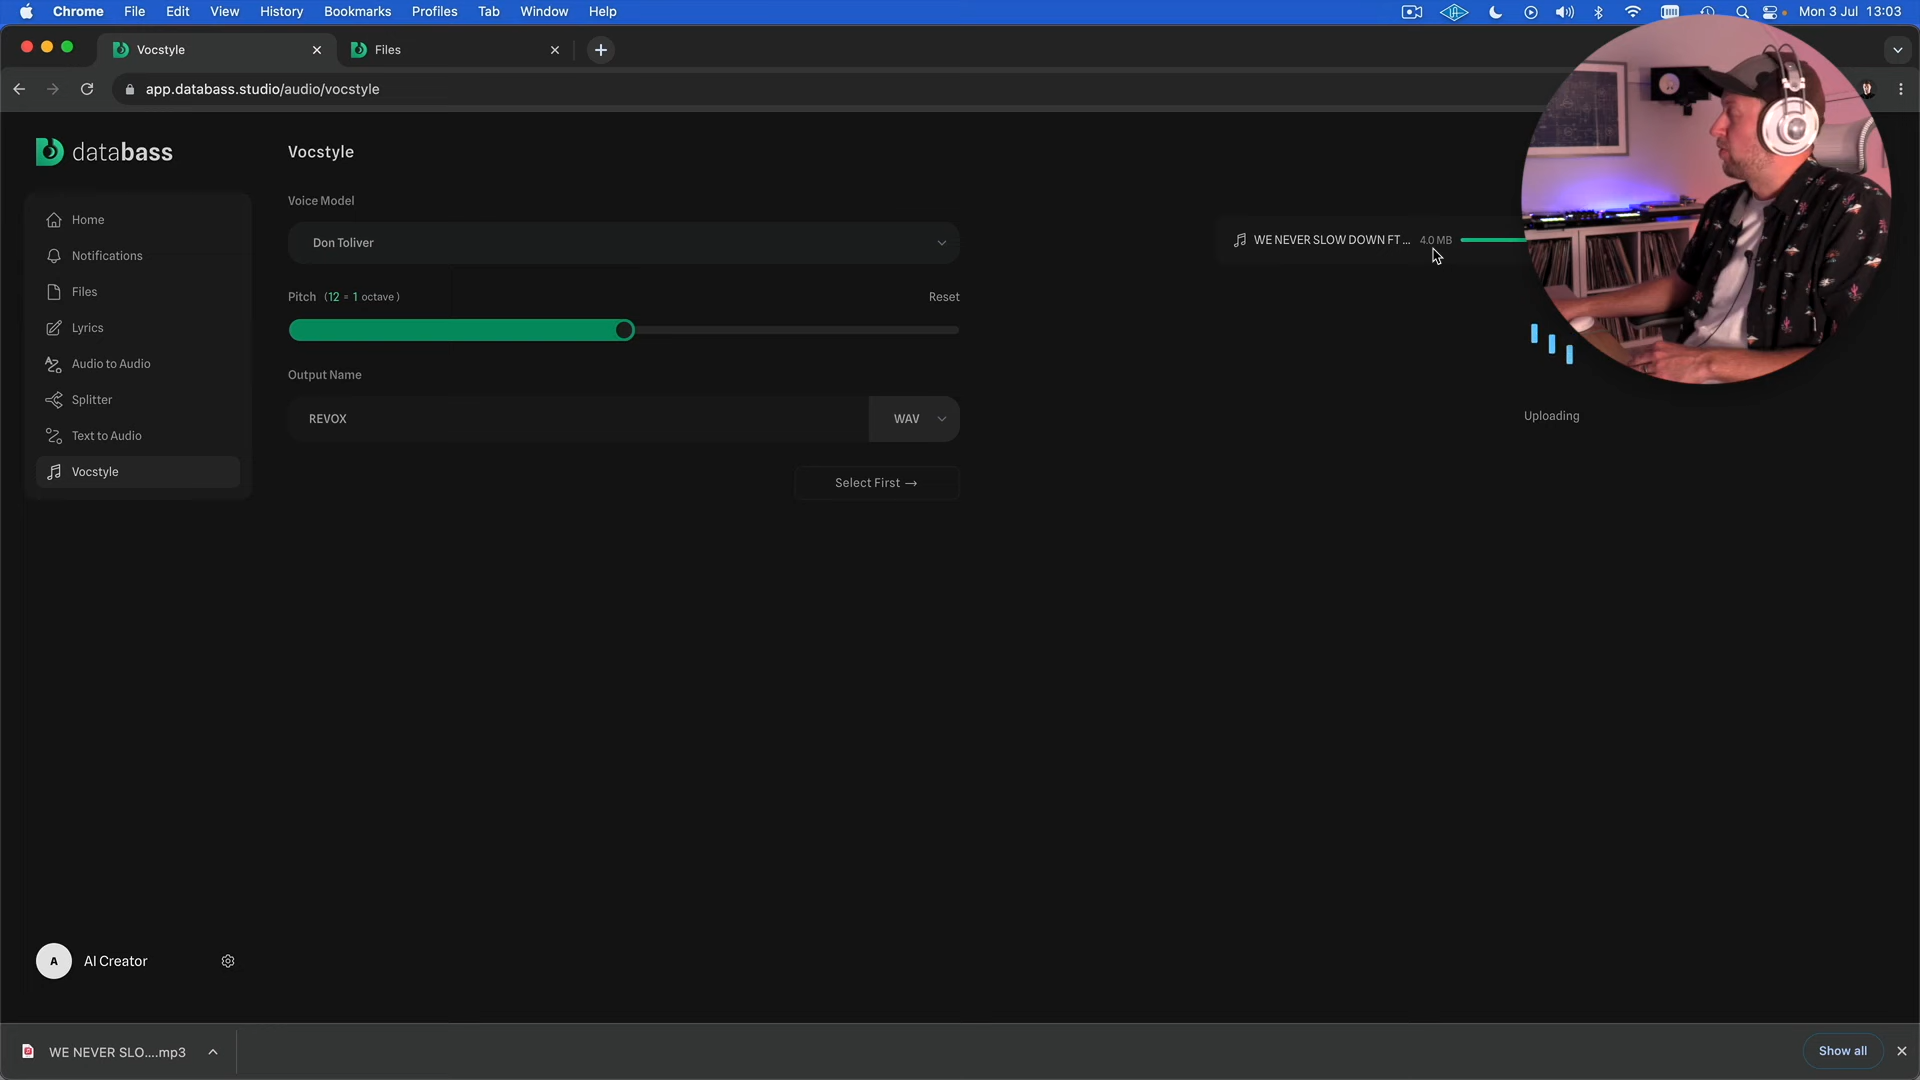 Chrome File Edit View History Bookmarks Profiles Tab Window Help Mon 3 Jul 13:03
Vocstyle Files
app.databass.studio/audio/vocstyle
databass
Home
Notifications
Files
Lyrics
Audio to Audio
Splitter
Text to Audio
Vocstyle
Vocstyle
Voice Model
Don Toliver
Pitch (12 = 1 octave) Reset
Output Name
REVOX WAV
Select First →
WE NEVER SLOW DOWN FT ... 4.0 MB
Uploading
A AI Creator
WE NEVER SLO....mp3 Show all